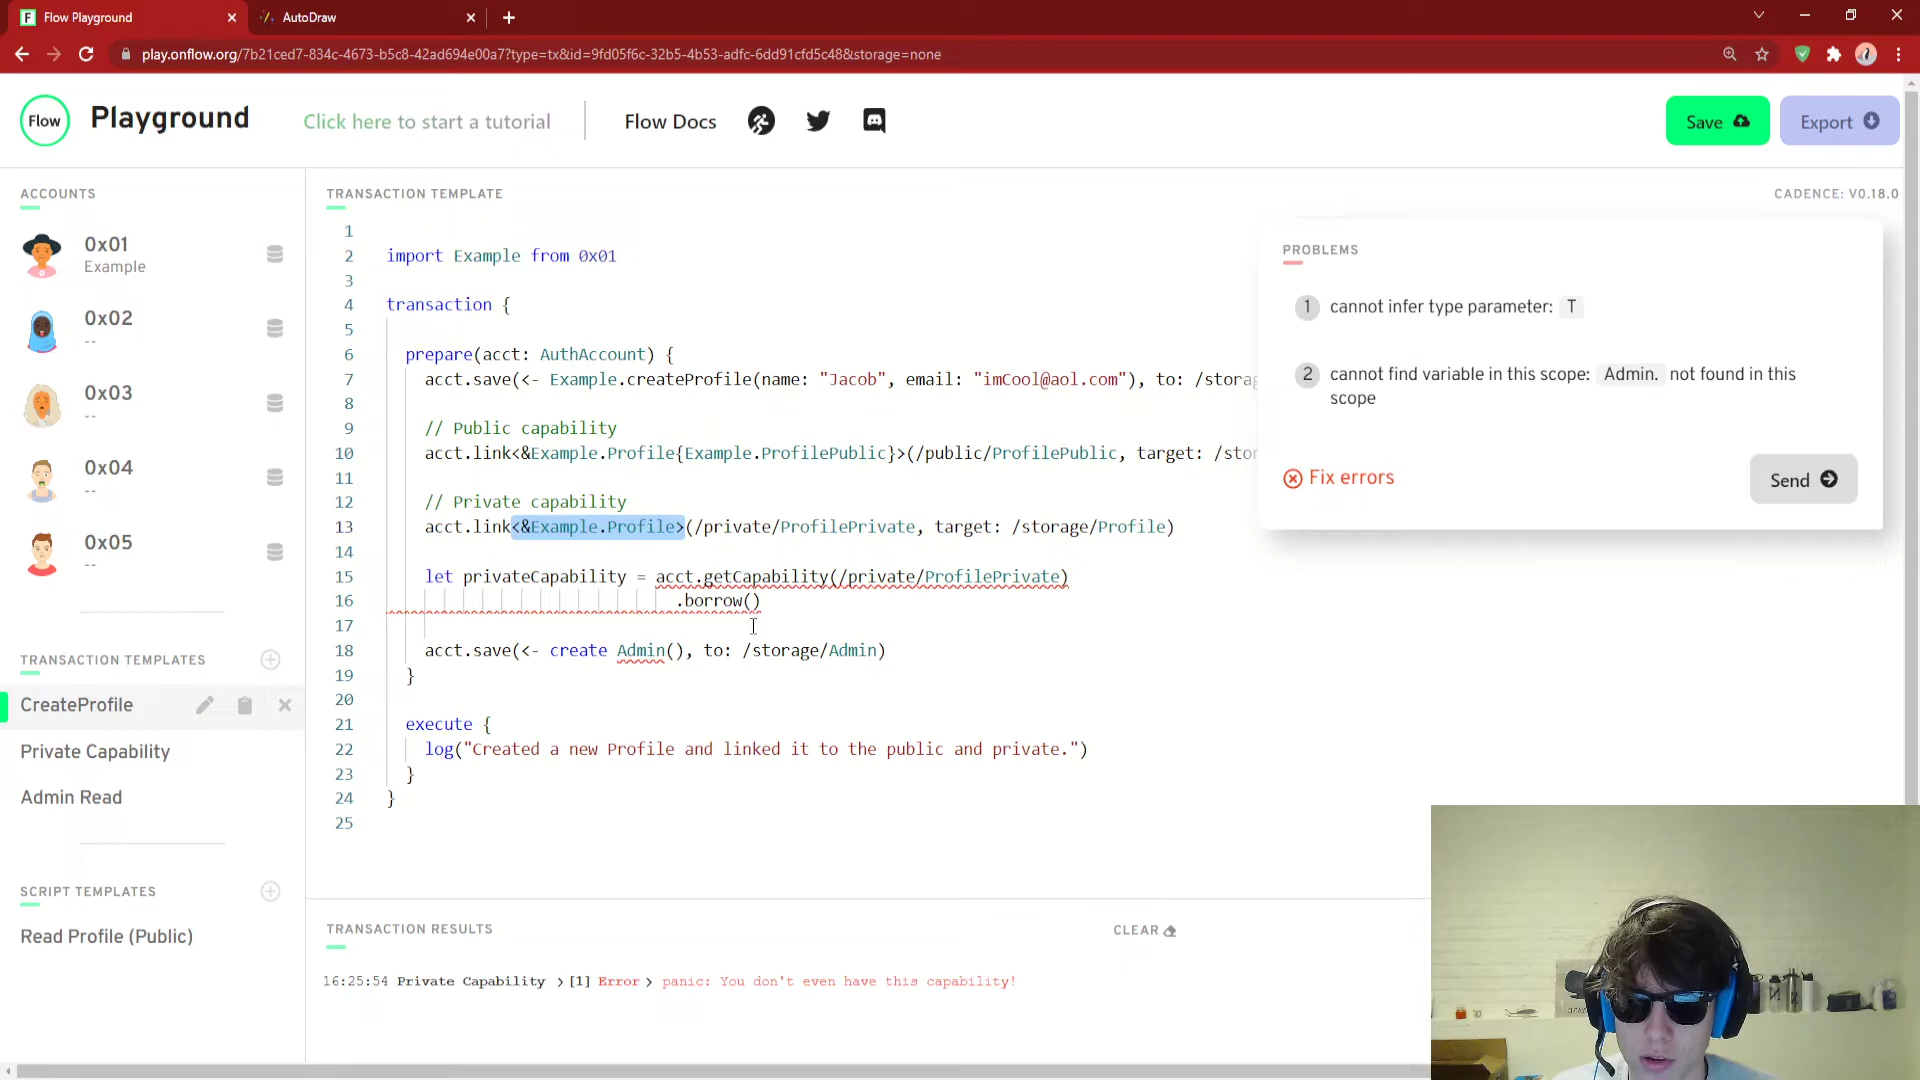 Flow Playground
AutoDraw
play.onflow.org/7b21ced7-834c-4673-b5c8-42ad694e00a7?type=tx&id=9fd05f6c-32b5-4b53-adfc-6dd91cfd5c48&storage=none
Flow
Playground
Click here to start a tutorial
Flow Docs
Save
Export
ACCOUNTS
0x01
Example
0x02
--
0x03
--
0x04
--
0x05
--
TRANSACTION TEMPLATES
CreateProfile
Private Capability
Admin Read
SCRIPT TEMPLATES
Read Profile (Public)
TRANSACTION TEMPLATE
CADENCE: V0.18.0
1
2 import Example from 0x01
3
4 transaction {
5
6 prepare(acct: AuthAccount) {
7 acct.save(<- Example.createProfile(name: "Jacob", email: "imCool@aol.com"), to: /storag
8
9 // Public capability
10 acct.link<&Example.Profile{Example.ProfilePublic}>(/public/ProfilePublic, target: /stor
11
12 // Private capability
13 acct.link<&Example.Profile>(/private/ProfilePrivate, target: /storage/Profile)
14
15 let privateCapability = acct.getCapability(/private/ProfilePrivate)
16 .borrow()
17
18 acct.save(<- create Admin(), to: /storage/Admin)
19 }
20
21 execute {
22 log("Created a new Profile and linked it to the public and private.")
23 }
24 }
25
PROBLEMS
1 cannot infer type parameter: T
2 cannot find variable in this scope: Admin. not found in this
scope
Fix errors
Send
TRANSACTION RESULTS
CLEAR
16:25:54 Private Capability > [1] Error > panic: You don't even have this capability!